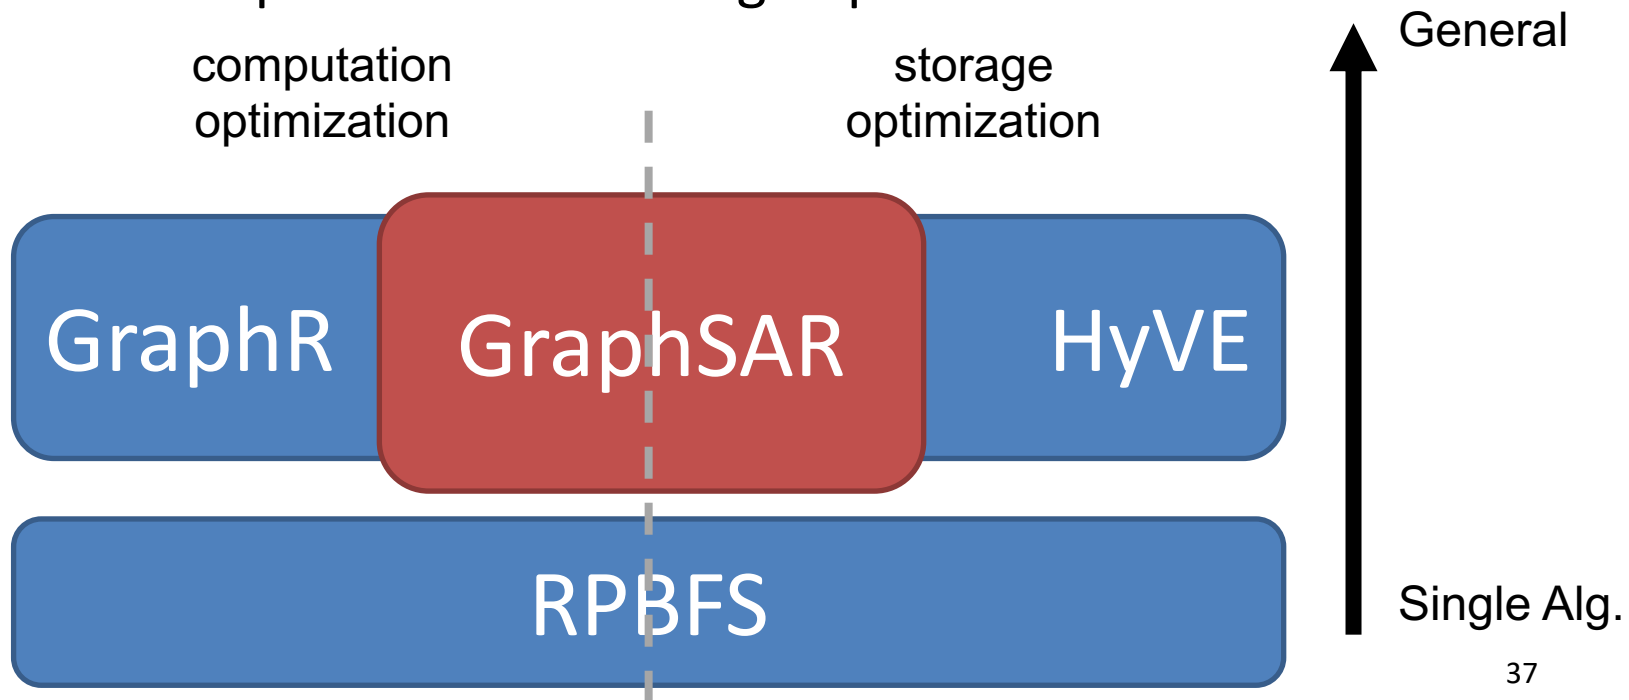 computation
optimization
storage
optimization
General
GraphR
GraphSAR
HyVE
RPBFS
Single Alg.
37